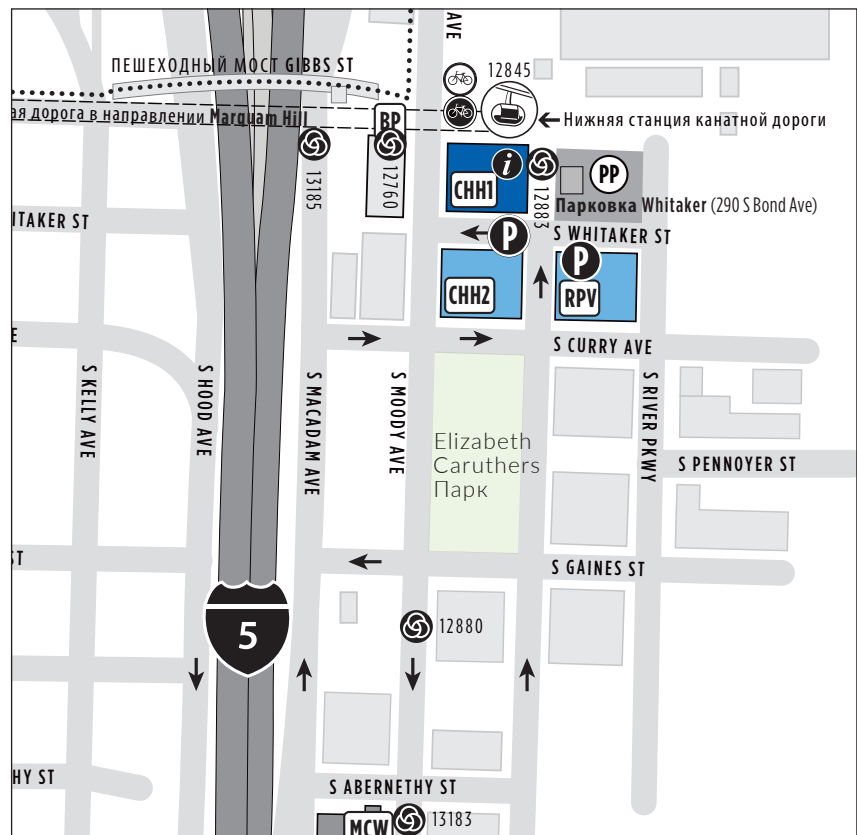 AVE
ПЕШЕХОДНЫЙ МОСТ GIBBS ST
12845
ая дорога в направлении Marquam Hill
BP
Нижняя станция канатной дороги
13185
12760
CHH1
i
12883
PP
Парковка Whitaker (290 S Bond Ave)
ITAKER ST
P
S WHITAKER ST
P
CHH2
RPV
E
S CURRY AVE
S KELLY AVE
S HOOD AVE
S MACADAM AVE
S MOODY AVE
S RIVER PKWY
Elizabeth
Caruthers
Парк
S PENNOYER ST
ST
S GAINES ST
5
12880
HY ST
S ABERNETHY ST
MCW
13183